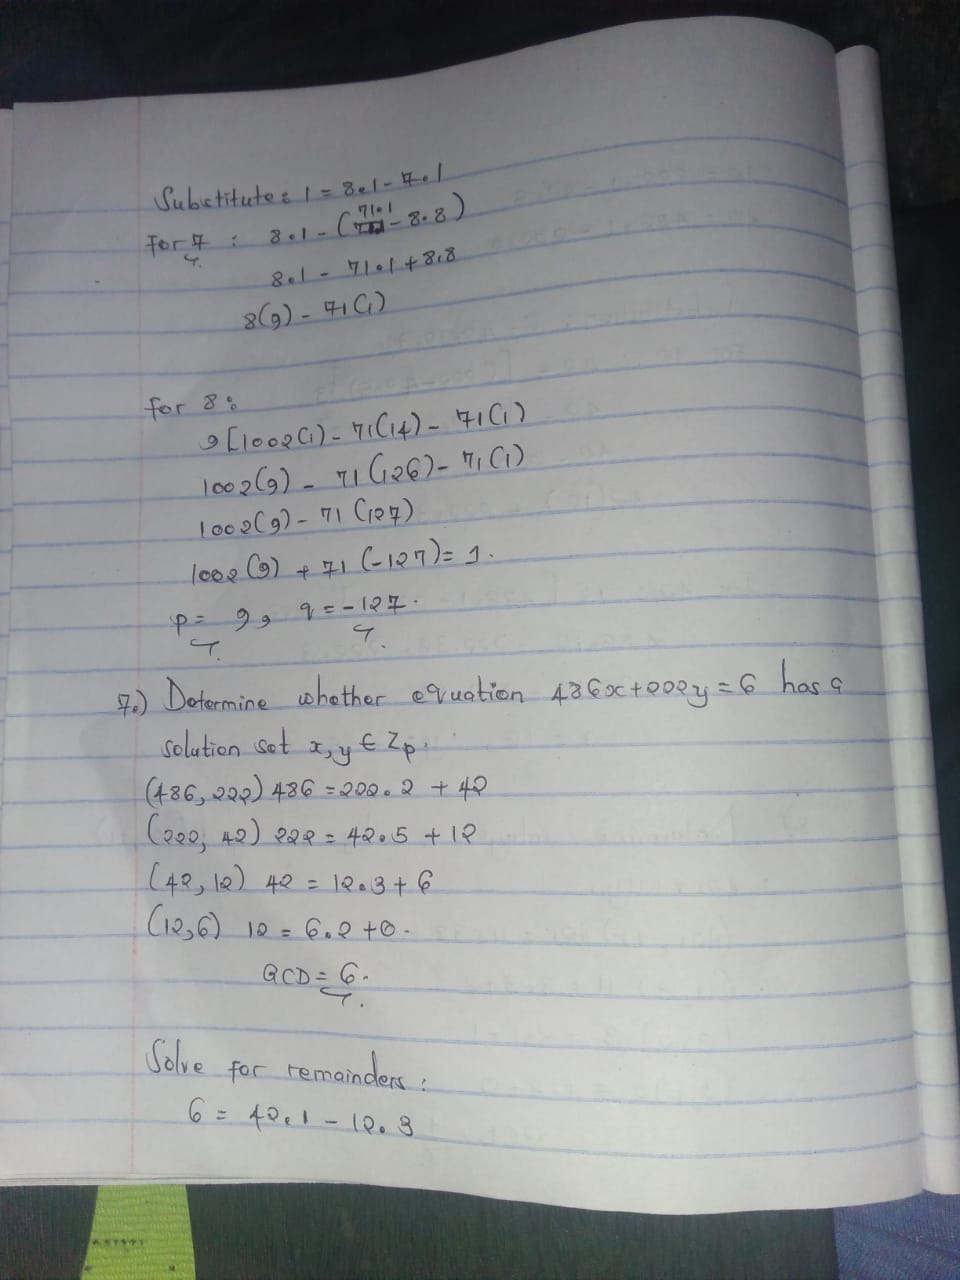 Substitute: 1 = 8.1 - 7.1
For 7 : 8.1 - (71.1 - 8.8)
8.1 - 71.1 + 8.8
8(9) - 71(1)
for 8:
9[1002(1) - 71(14) - 71(1)
1002(9) - 71(126) - 71(1)
1002(9) - 71(127)
1002(9) + 71(-127) = 1.
p = 9, q = -127.
7.) Determine whether equation 486x + 222y = 6 has a
solution set x, y ∈ Zp.
(486, 222) 486 = 222.2 + 42
(222, 42) 222 = 42.5 + 12
(42, 12) 42 = 12.3 + 6
(12,6) 12 = 6.2 + 0.
GCD = 6.
Solve for remainders:
6 = 42.1 - 12.3